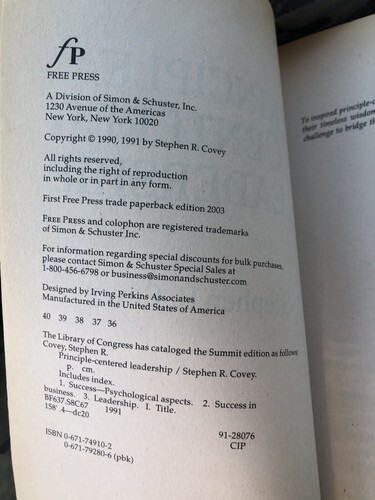 fP
FREE PRESS
A Division of Simon & Schuster, Inc.
1230 Avenue of the Americas
New York, New York 10020
Copyright © 1990, 1991 by Stephen R. Covey
All rights reserved,
including the right of reproduction
in whole or in part in any form.
First Free Press trade paperback edition 2003
FREE PRESS and colophon are registered trademarks
of Simon & Schuster Inc.
For information regarding special discounts for bulk purchases,
please contact Simon & Schuster Special Sales at
1-800-456-6798 or business@simonandschuster.com
Designed by Irving Perkins Associates
Manufactured in the United States of America
40 39 38 37 36
The Library of Congress has cataloged the Summit edition as follows:
Covey, Stephen R.
Principle-centered leadership / Stephen R. Covey.
p. cm.
Includes index.
1. Success—Psychological aspects. 2. Success in
business. 3. Leadership. I. Title.
BF637.S8C67 1991
158'.4—dc20
91-28076
CIP
ISBN 0-671-74910-2
0-671-79280-6 (pbk)
To inspired principle-c
their timeless wisdom
challenge to bridge th